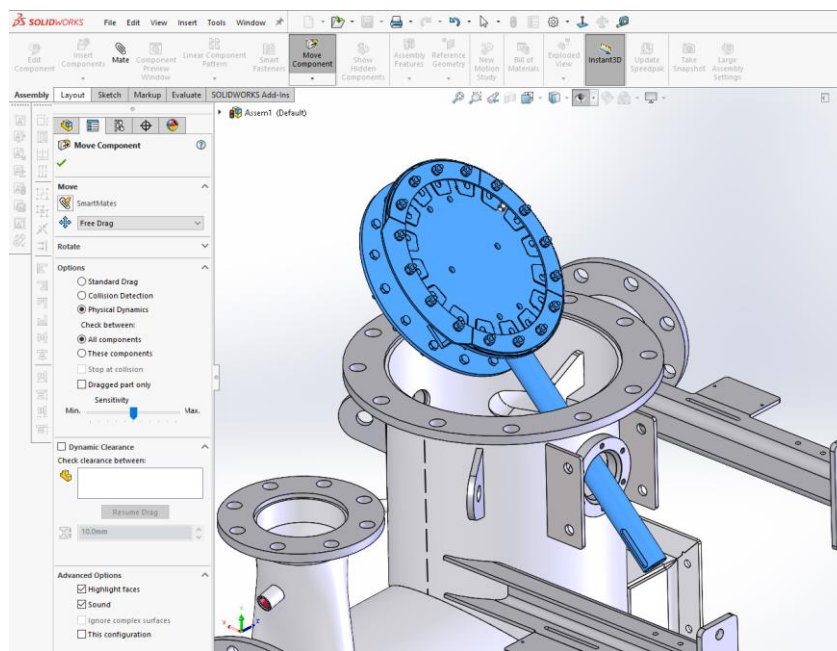 SOLIDWORKS File Edit View Insert Tools Window
Edit Component
Insert Components
Mate
Component Preview Window
Linear Component Pattern
Smart Fasteners
Move Component
Show Hidden Components
Assembly Features
Reference Geometry
New Motion Study
Bill of Materials
Exploded View
Instant3D
Update Speedpak
Take Snapshot
Large Assembly Settings
Assembly Layout Sketch Markup Evaluate SOLIDWORKS Add-Ins
Assem1 (Default)
Move Component
Move
SmartMates
Free Drag
Rotate
Options
Standard Drag
Collision Detection
Physical Dynamics
Check between:
All components
These components
Stop at collision
Dragged part only
Sensitivity
Min. Max.
Dynamic Clearance
Check clearance between:
Resume Drag
10.0mm
Advanced Options
Highlight faces
Sound
Ignore complex surfaces
This configuration